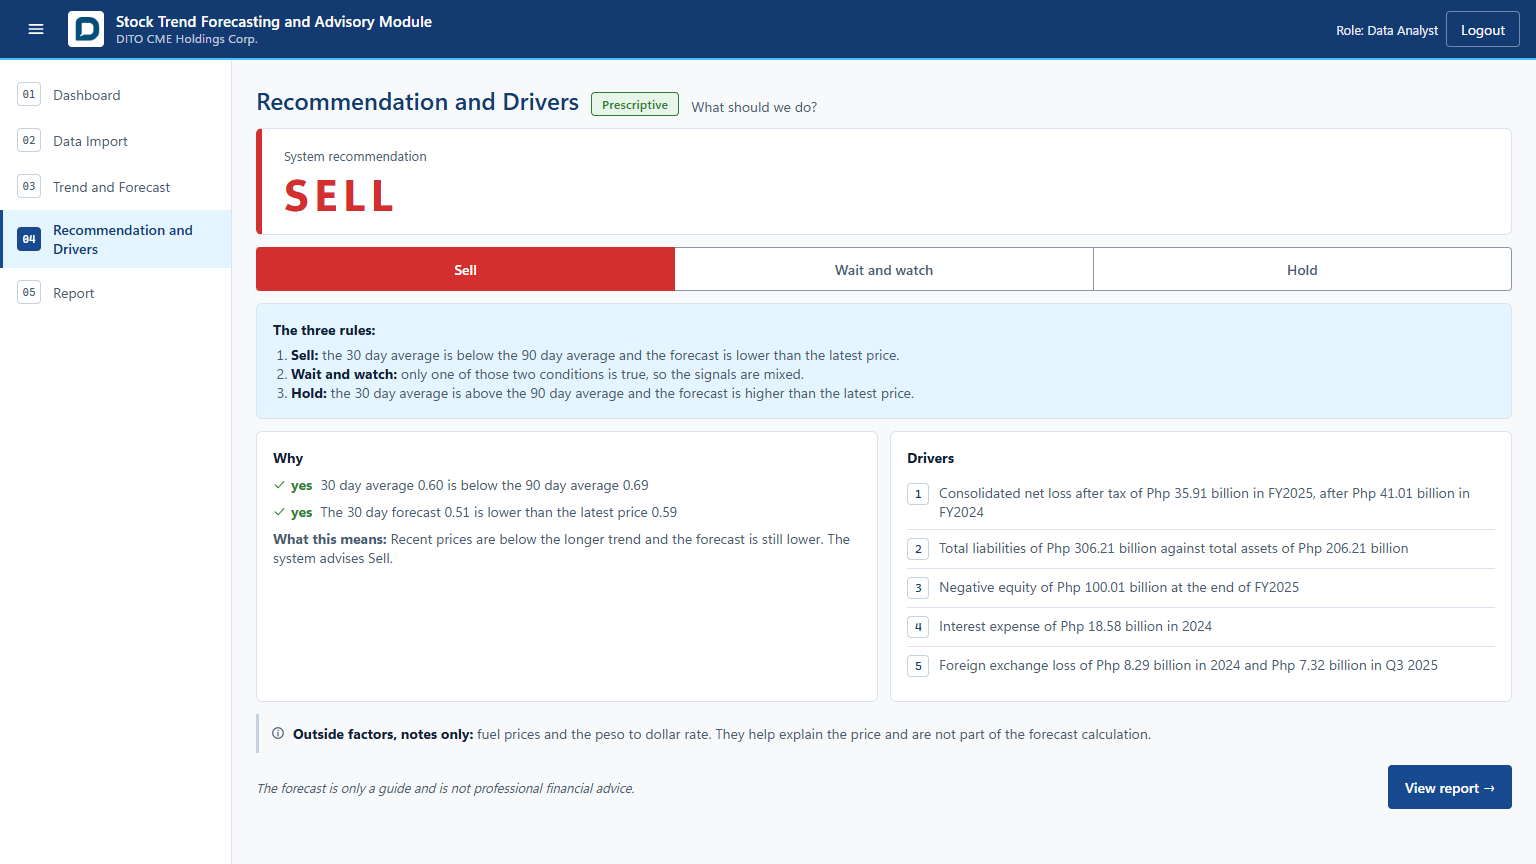 Stock Trend Forecasting and Advisory Module
DITO CME Holdings Corp.
Role: Data Analyst
Logout
01 Dashboard
02 Data Import
03 Trend and Forecast
04 Recommendation and
Drivers
05 Report
Recommendation and Drivers
Prescriptive
What should we do?
System recommendation
SELL
Sell
Wait and watch
Hold
The three rules:
1. Sell: the 30 day average is below the 90 day average and the forecast is lower than the latest price.
2. Wait and watch: only one of those two conditions is true, so the signals are mixed.
3. Hold: the 30 day average is above the 90 day average and the forecast is higher than the latest price.
Why
✓ yes 30 day average 0.60 is below the 90 day average 0.69
✓ yes The 30 day forecast 0.51 is lower than the latest price 0.59
What this means: Recent prices are below the longer trend and the forecast is still lower. The
system advises Sell.
Drivers
1 Consolidated net loss after tax of Php 35.91 billion in FY2025, after Php 41.01 billion in
FY2024
2 Total liabilities of Php 306.21 billion against total assets of Php 206.21 billion
3 Negative equity of Php 100.01 billion at the end of FY2025
4 Interest expense of Php 18.58 billion in 2024
5 Foreign exchange loss of Php 8.29 billion in 2024 and Php 7.32 billion in Q3 2025
Outside factors, notes only: fuel prices and the peso to dollar rate. They help explain the price and are not part of the forecast calculation.
The forecast is only a guide and is not professional financial advice.
View report →